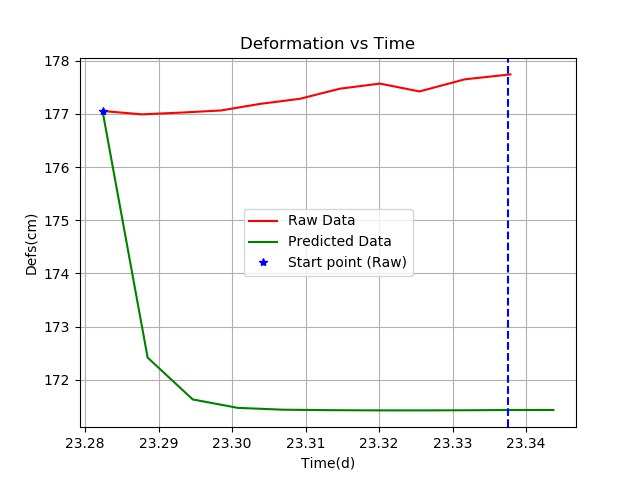 Deformation vs Time
Defs(cm)
178
177
176
175
174
173
172
Raw Data
Predicted Data
Start point (Raw)
23.28 23.29 23.30 23.31 23.32 23.33 23.34
Time(d)